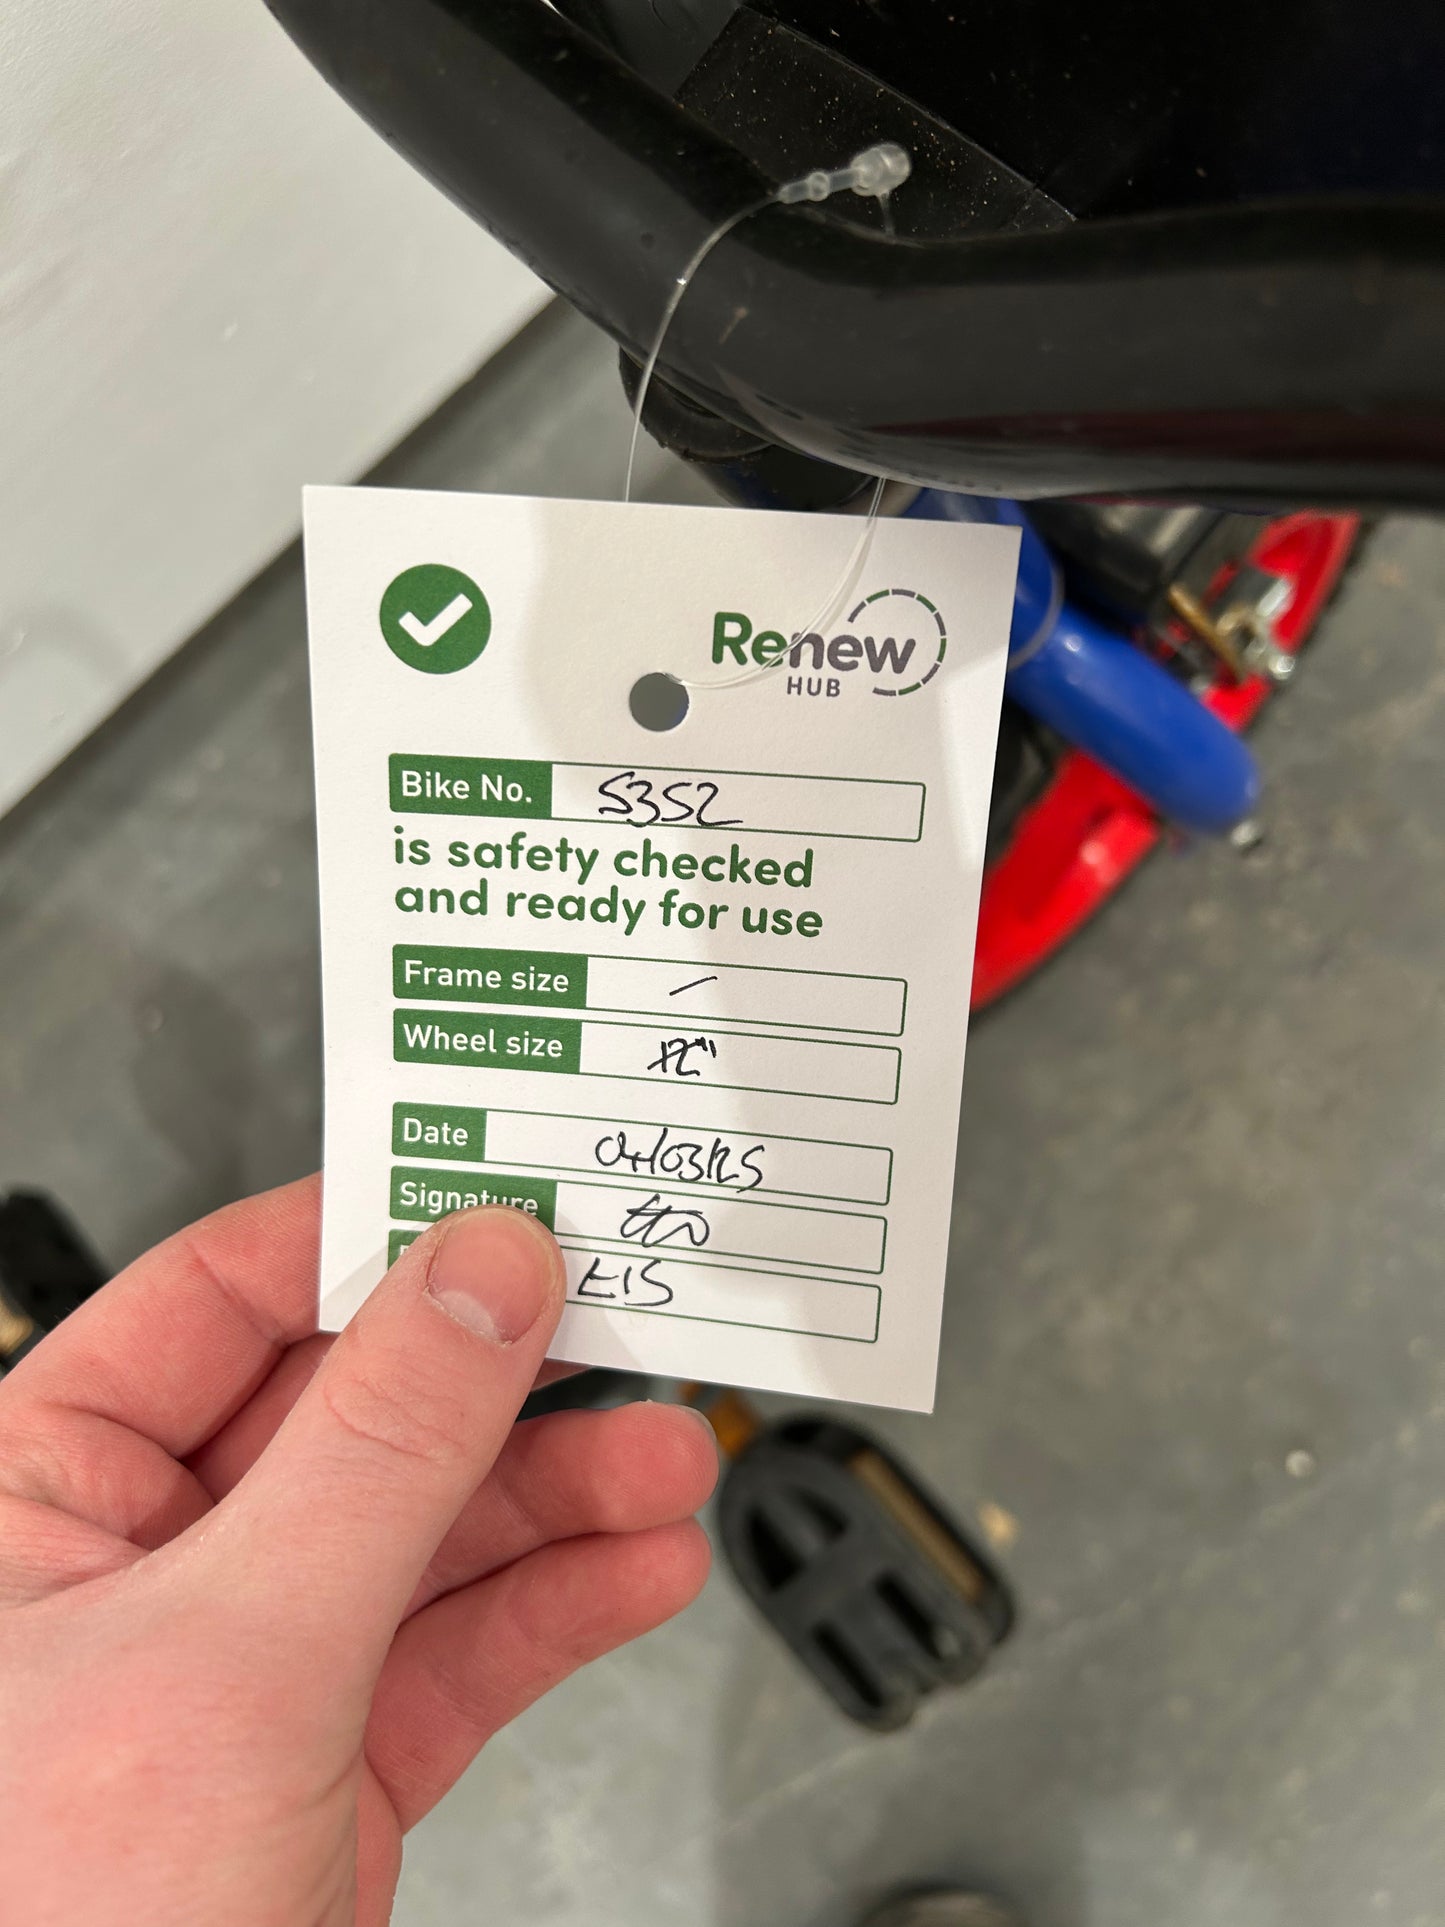 Renew
HUB
Bike No. 5352
is safety checked
and ready for use
Frame size /
Wheel size 12"
Date 04/03/25
Signature
£15